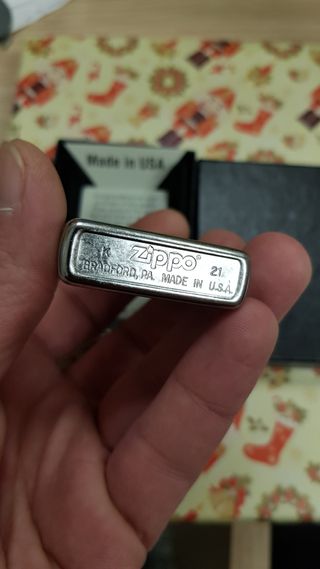 Made in USA
K Zippo® 21
BRADFORD, PA. MADE IN U.S.A.